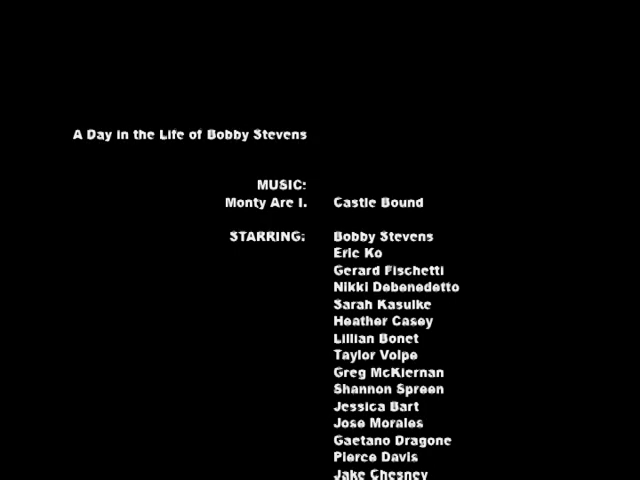 A Day in the Life of Bobby Stevens
MUSIC:
Monty Are I. Castle Bound
STARRING: Bobby Stevens
Eric Ko
Gerard Fischetti
Nikki Debenedetto
Sarah Kasulke
Heather Casey
Lillian Bonet
Taylor Volpe
Greg McKiernan
Shannon Spreen
Jessica Bart
Jose Morales
Gaetano Dragone
Pierce Davis
Jake Chesney